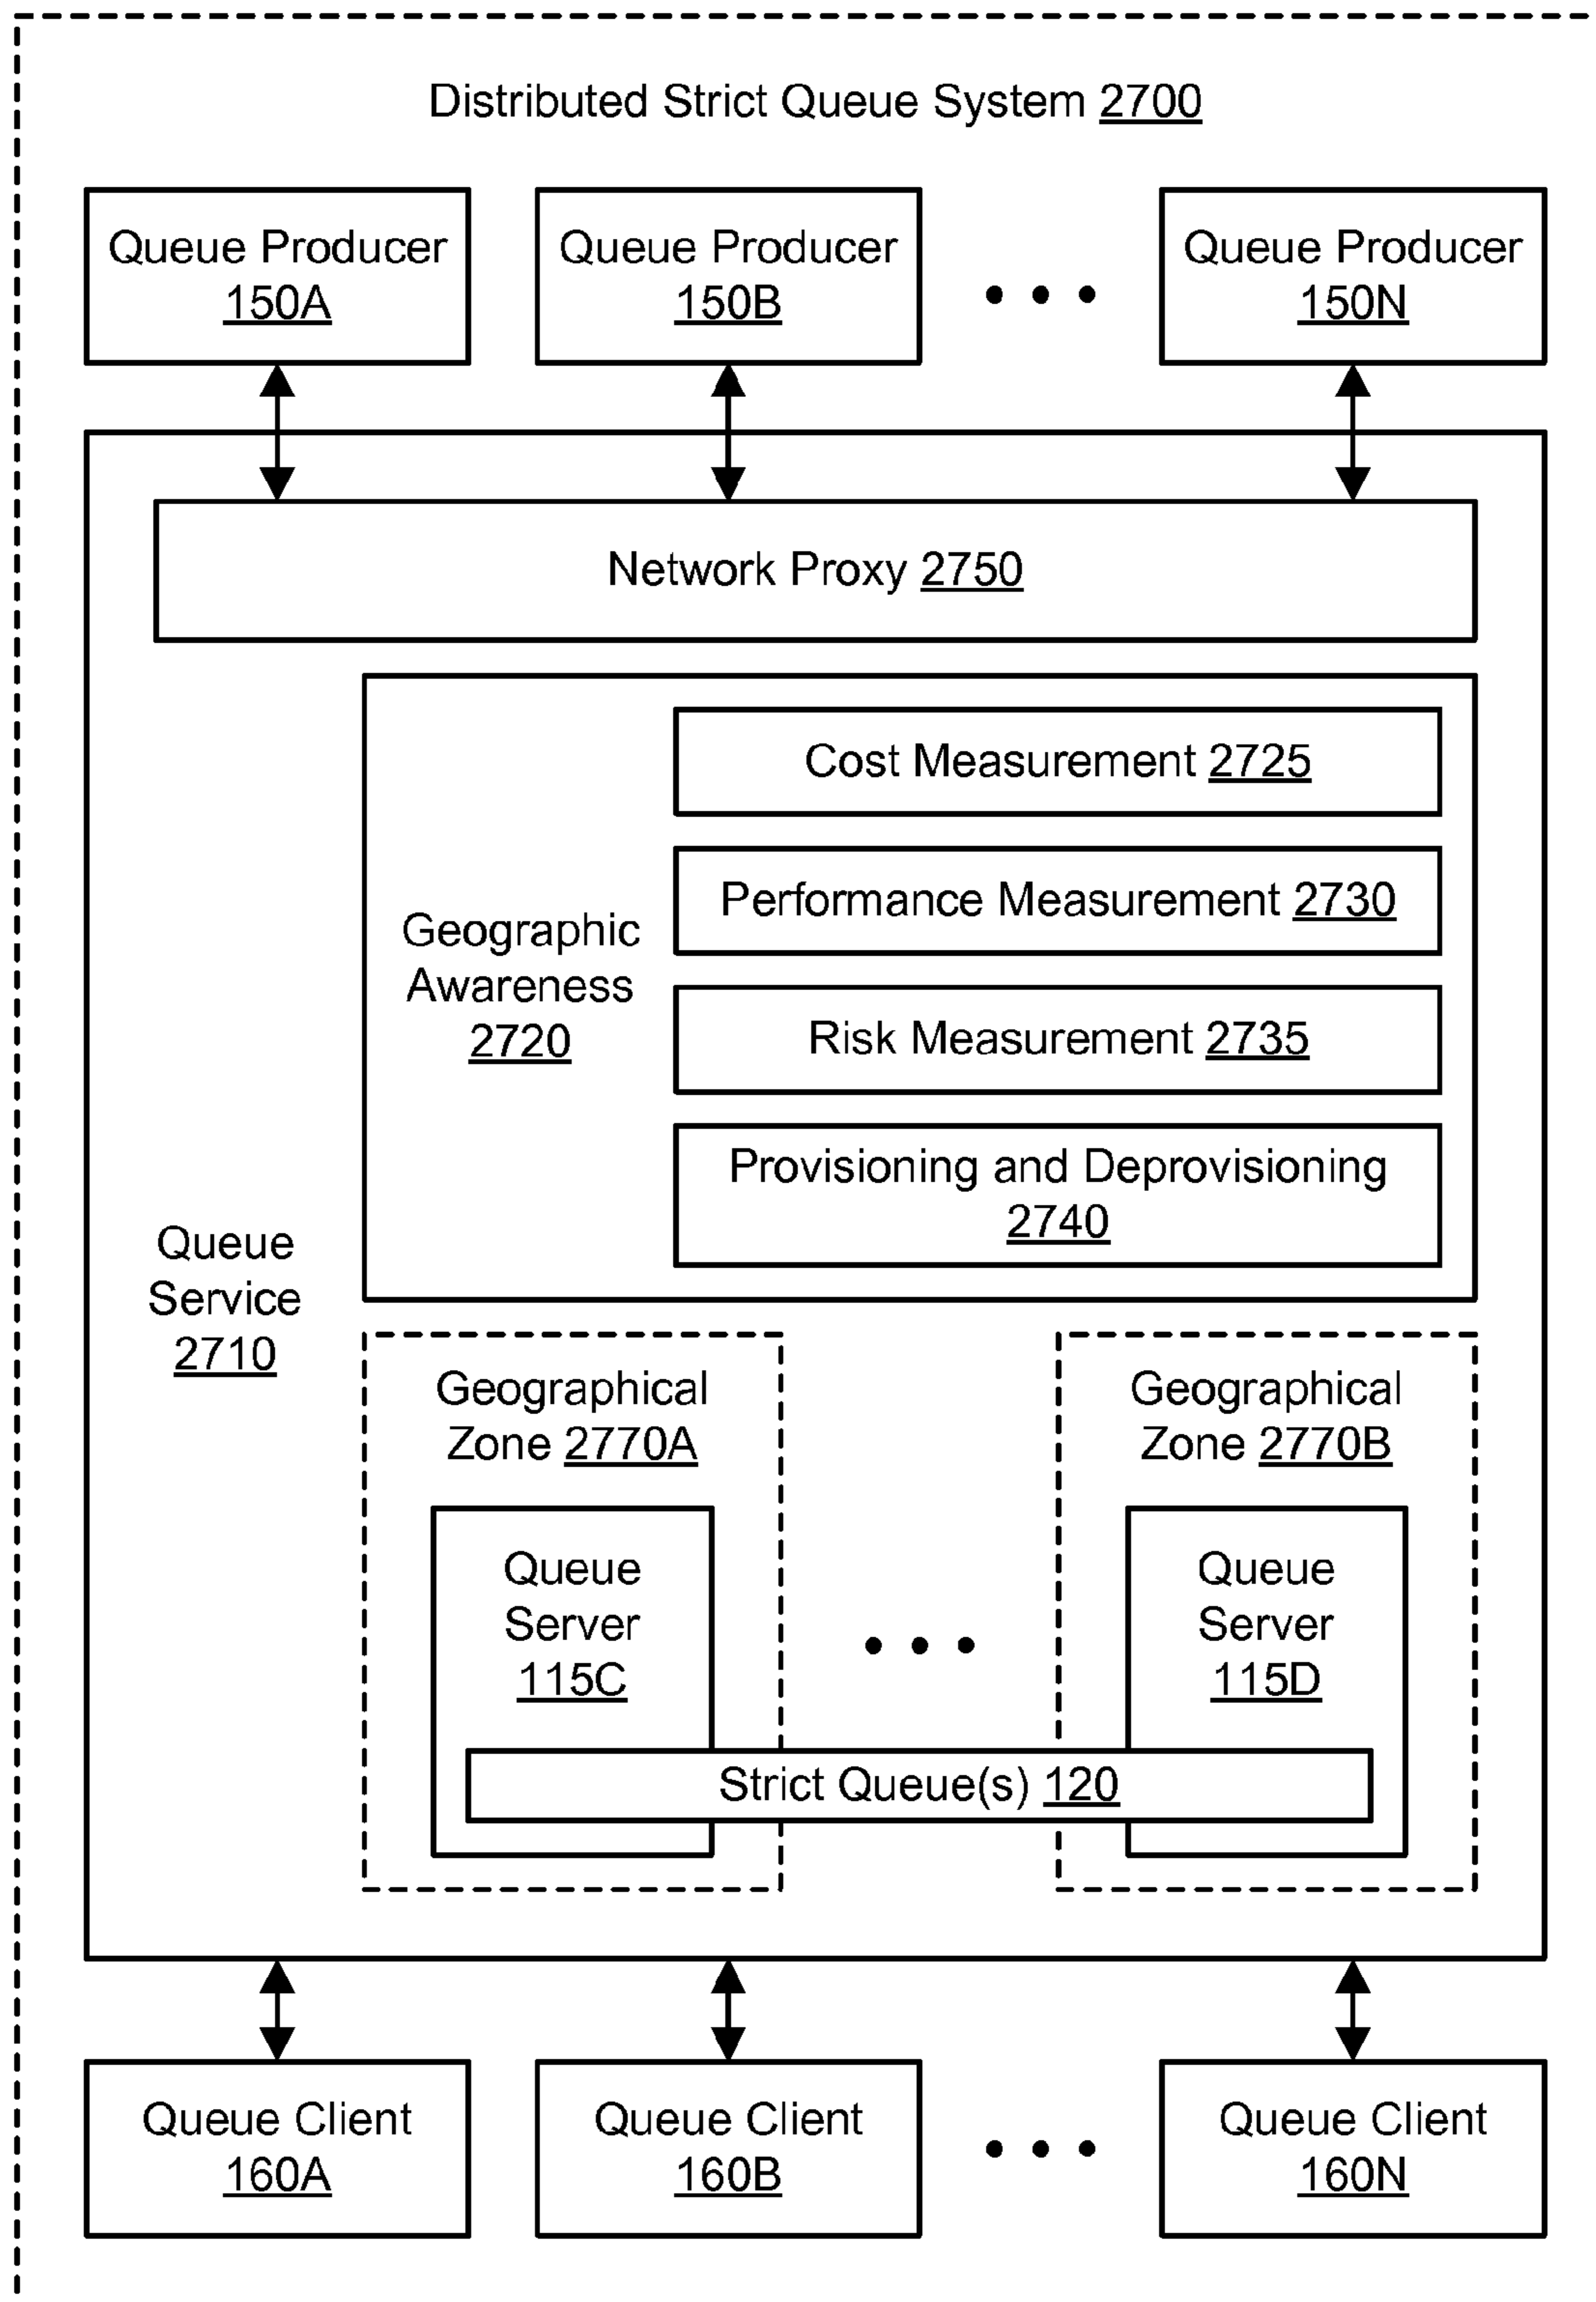 Distributed Strict Queue System 2700
Queue Producer
150A
Queue Producer
150B
Queue Producer
150N
Network Proxy 2750
Cost Measurement 2725
Performance Measurement 2730
Geographic
Awareness
2720
Risk Measurement 2735
Provisioning and Deprovisioning
2740
Queue
Service
2710
Geographical
Zone 2770A
Geographical
Zone 2770B
Queue
Server
115C
Queue
Server
115D
Strict Queue(s) 120
Queue Client
160A
Queue Client
160B
Queue Client
160N